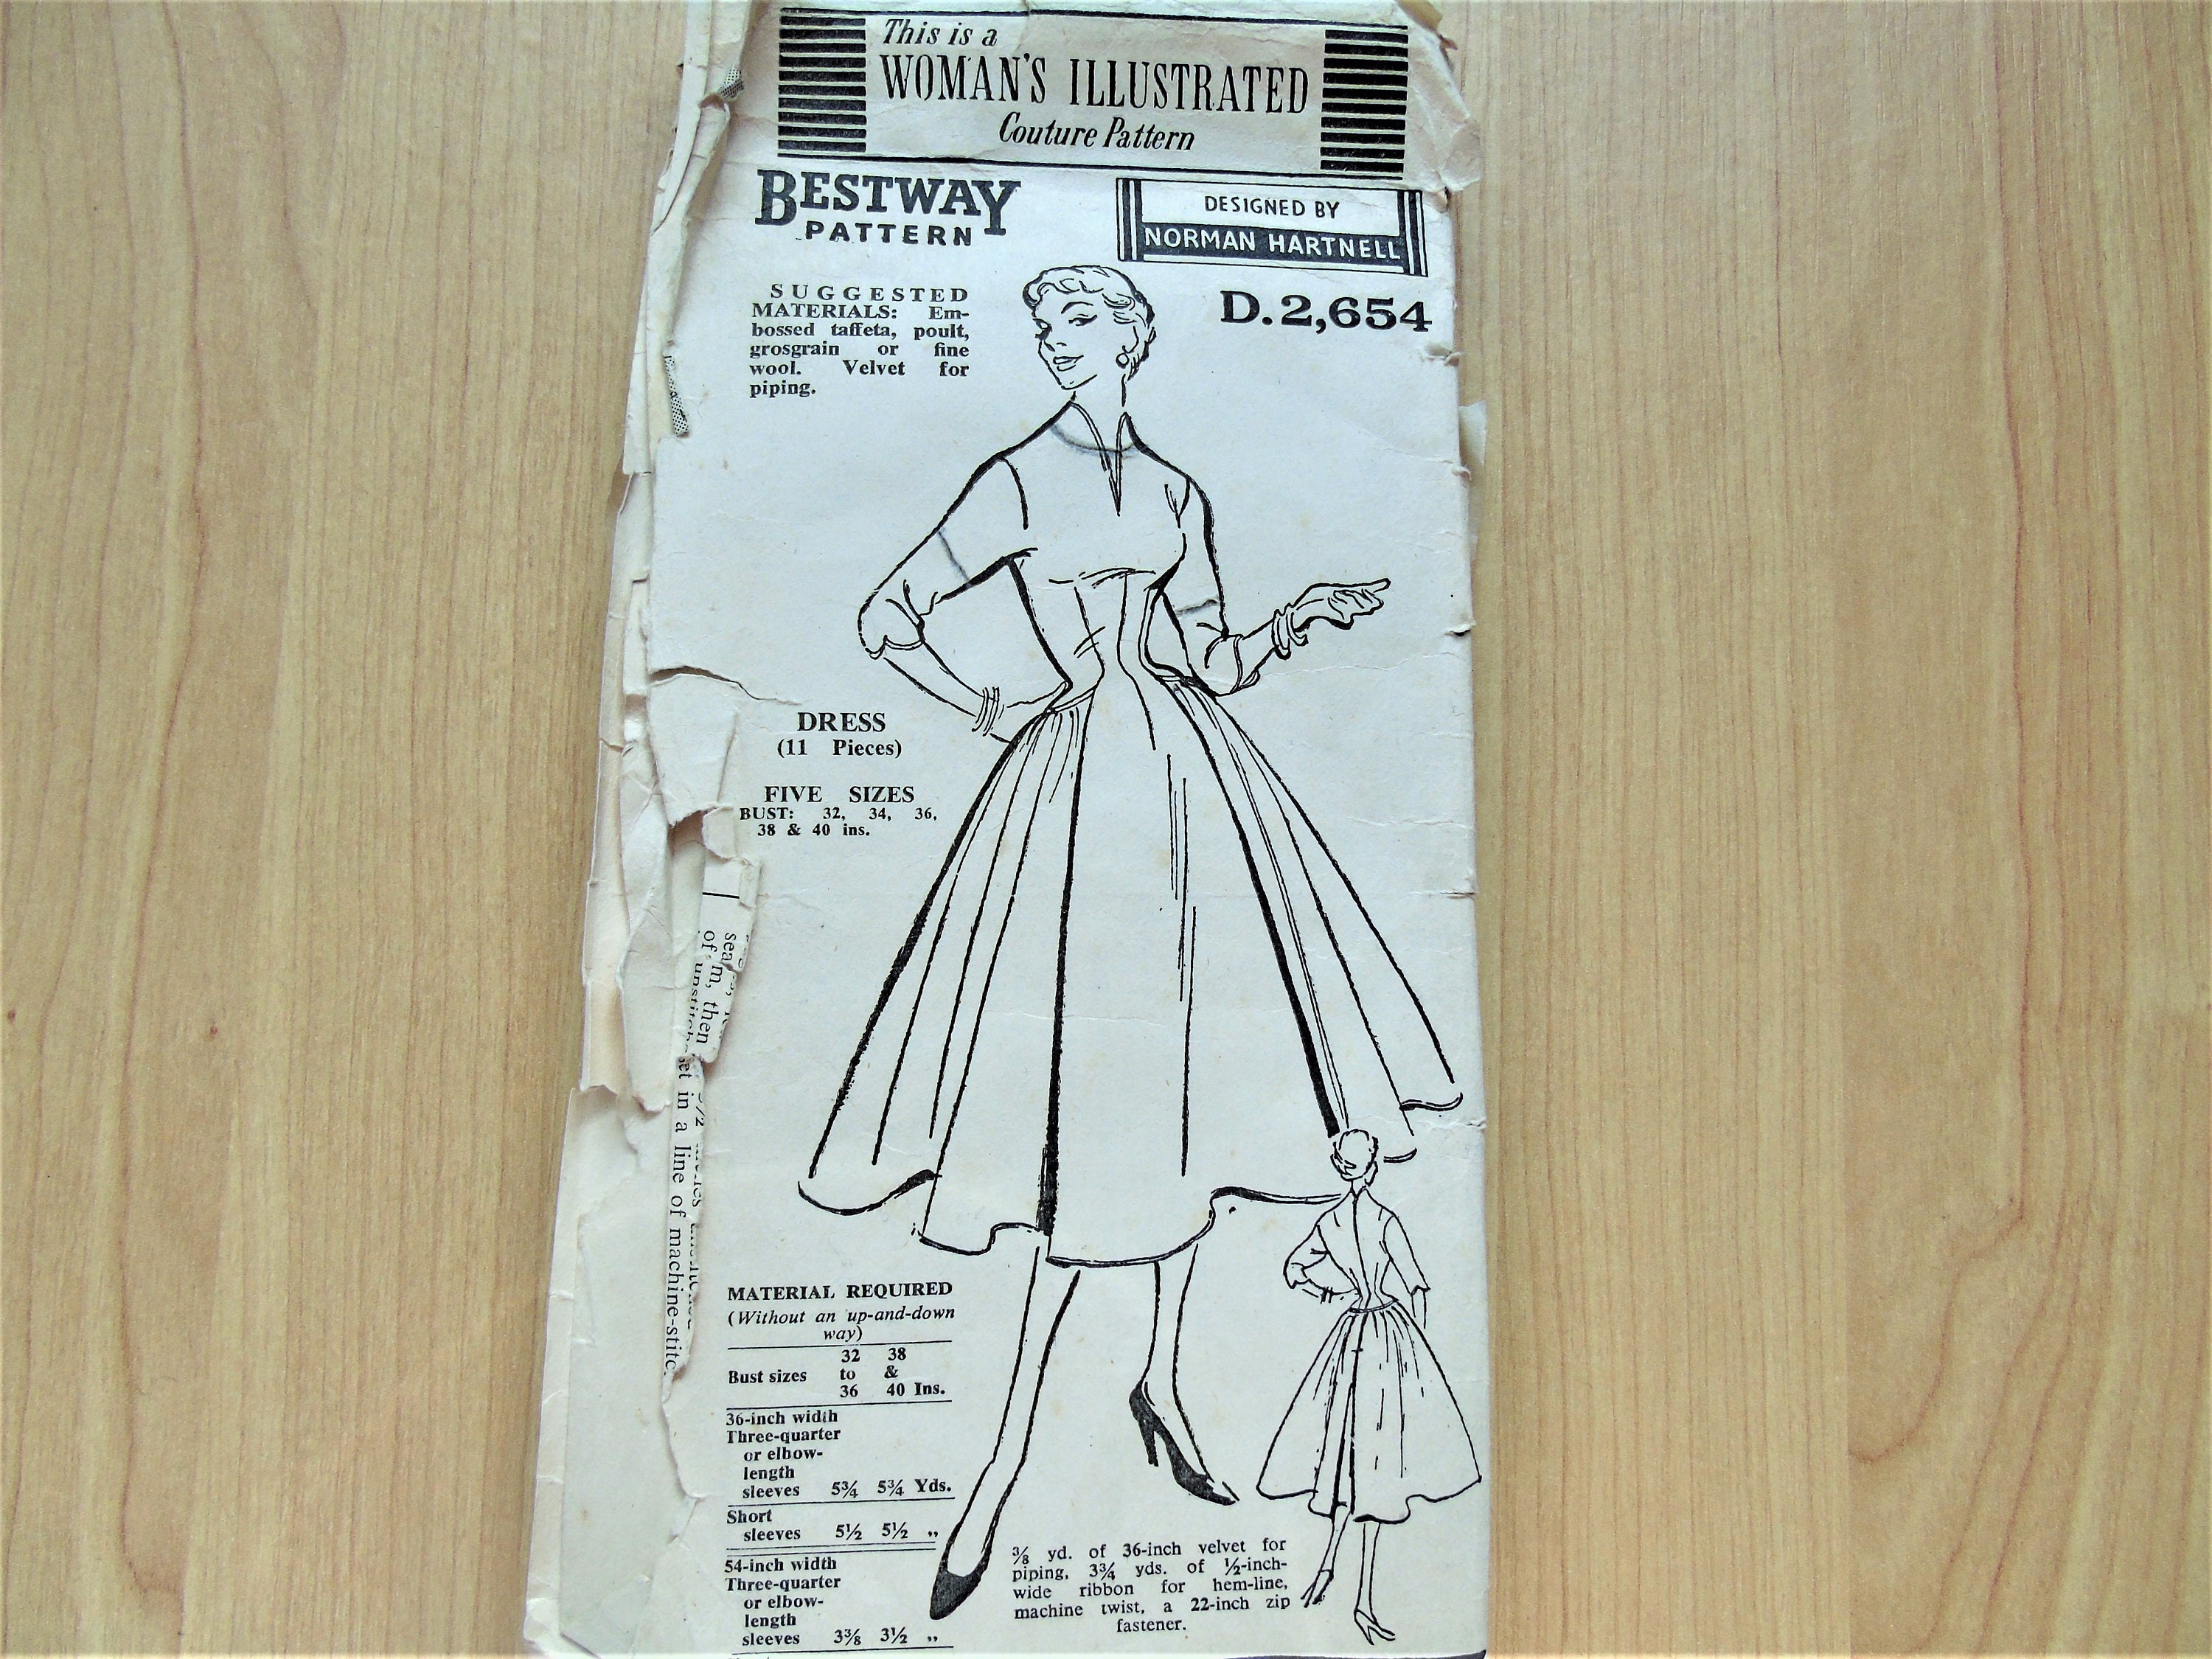 This is a
WOMAN'S ILLUSTRATED
Couture Pattern
BESTWAY
PATTERN
DESIGNED BY
NORMAN HARTNELL
D.2,654
SUGGESTED
MATERIALS: Em-
bossed taffeta, poult,
grosgrain or fine
wool. Velvet for
piping.
DRESS
(11 Pieces)
FIVE SIZES
BUST: 32, 34, 36,
38 & 40 ins.
of m, then
et in a line of machine-stitc
MATERIAL REQUIRED
(Without an up-and-down
way)
32 38
Bust sizes to &
36 40 Ins.
36-inch width
Three-quarter
or elbow-
length
sleeves 5¾ 5¾ Yds.
Short
sleeves 5½ 5½ „
54-inch width
Three-quarter
or elbow-
length
sleeves 3⅜ 3½ „
⅜ yd. of 36-inch velvet for
piping, 3¾ yds. of ½-inch-
wide ribbon for hem-line,
machine twist, a 22-inch zip
fastener.